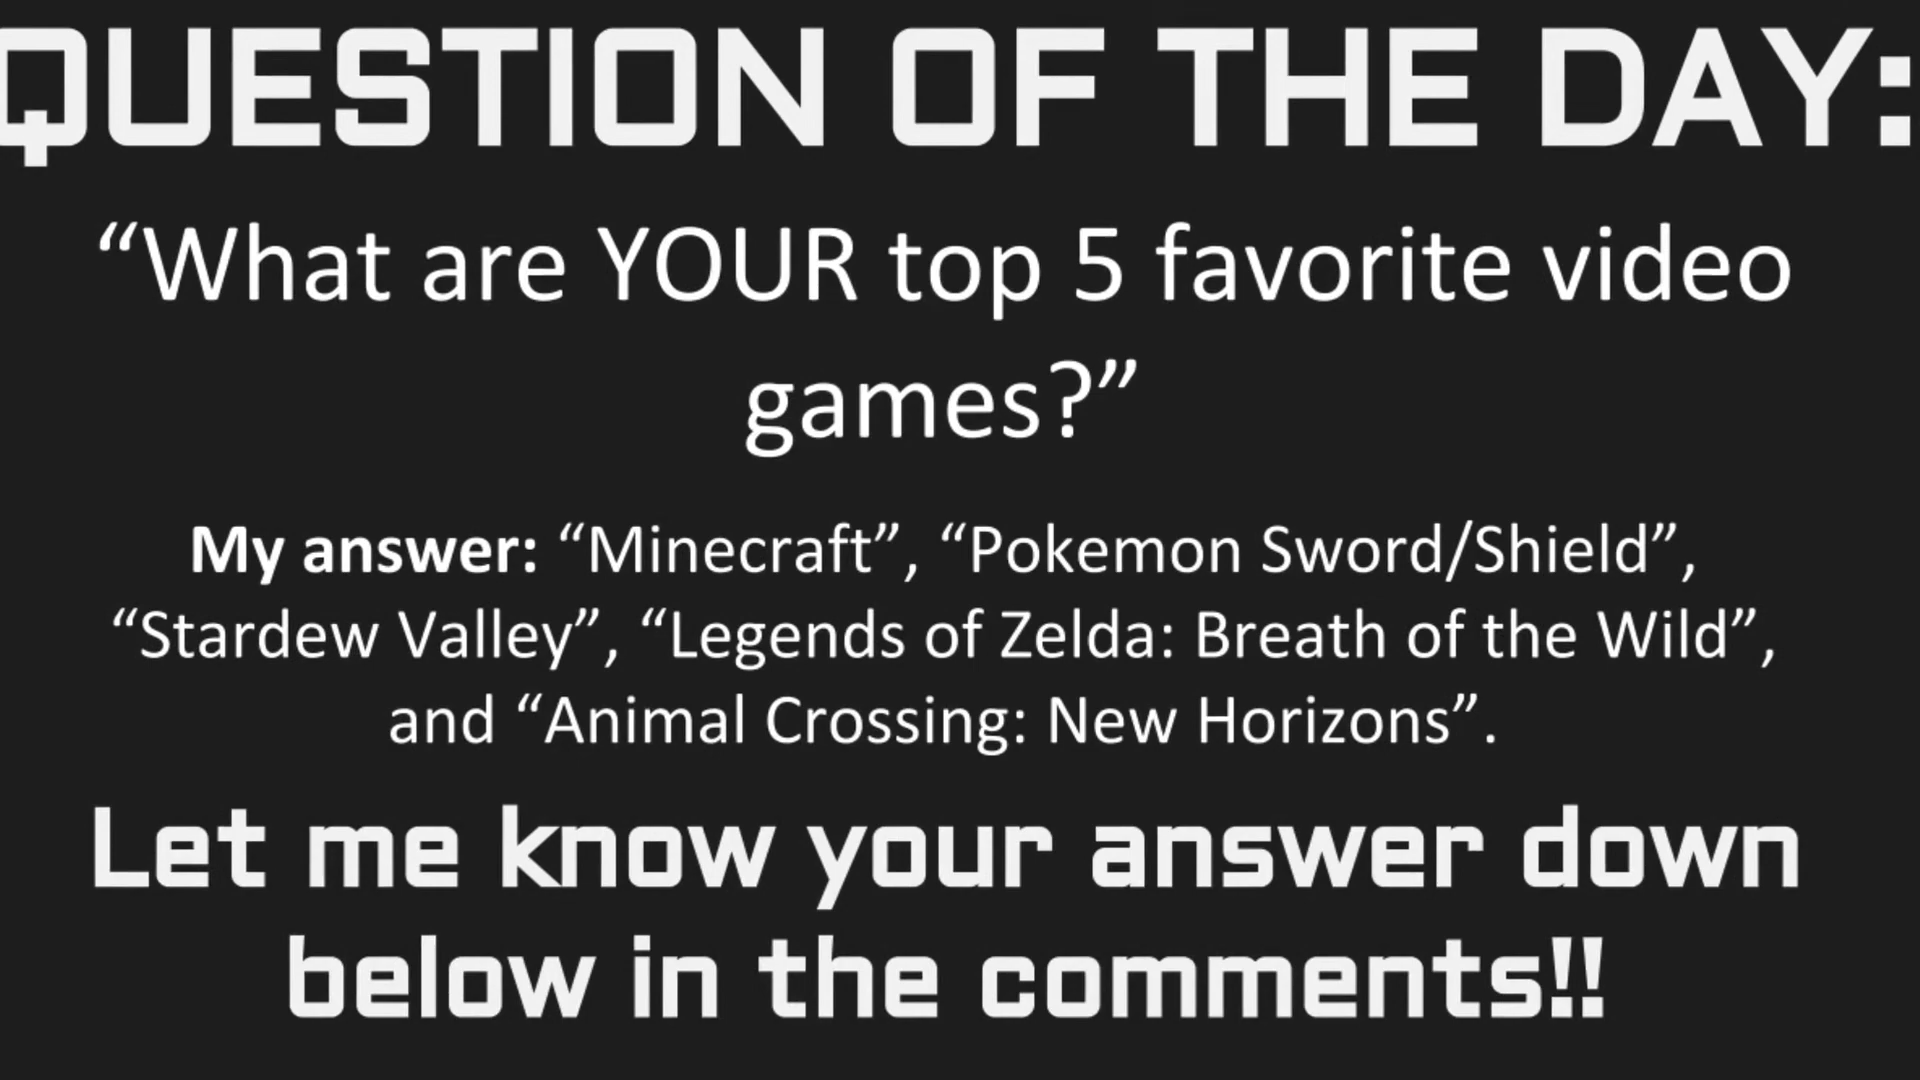 QUESTION OF THE DAY:
“What are YOUR top 5 favorite video
games?”
My answer: “Minecraft”, “Pokemon Sword/Shield”,
“Stardew Valley”, “Legends of Zelda: Breath of the Wild”,
and “Animal Crossing: New Horizons”.
Let me know your answer down
below in the comments!!